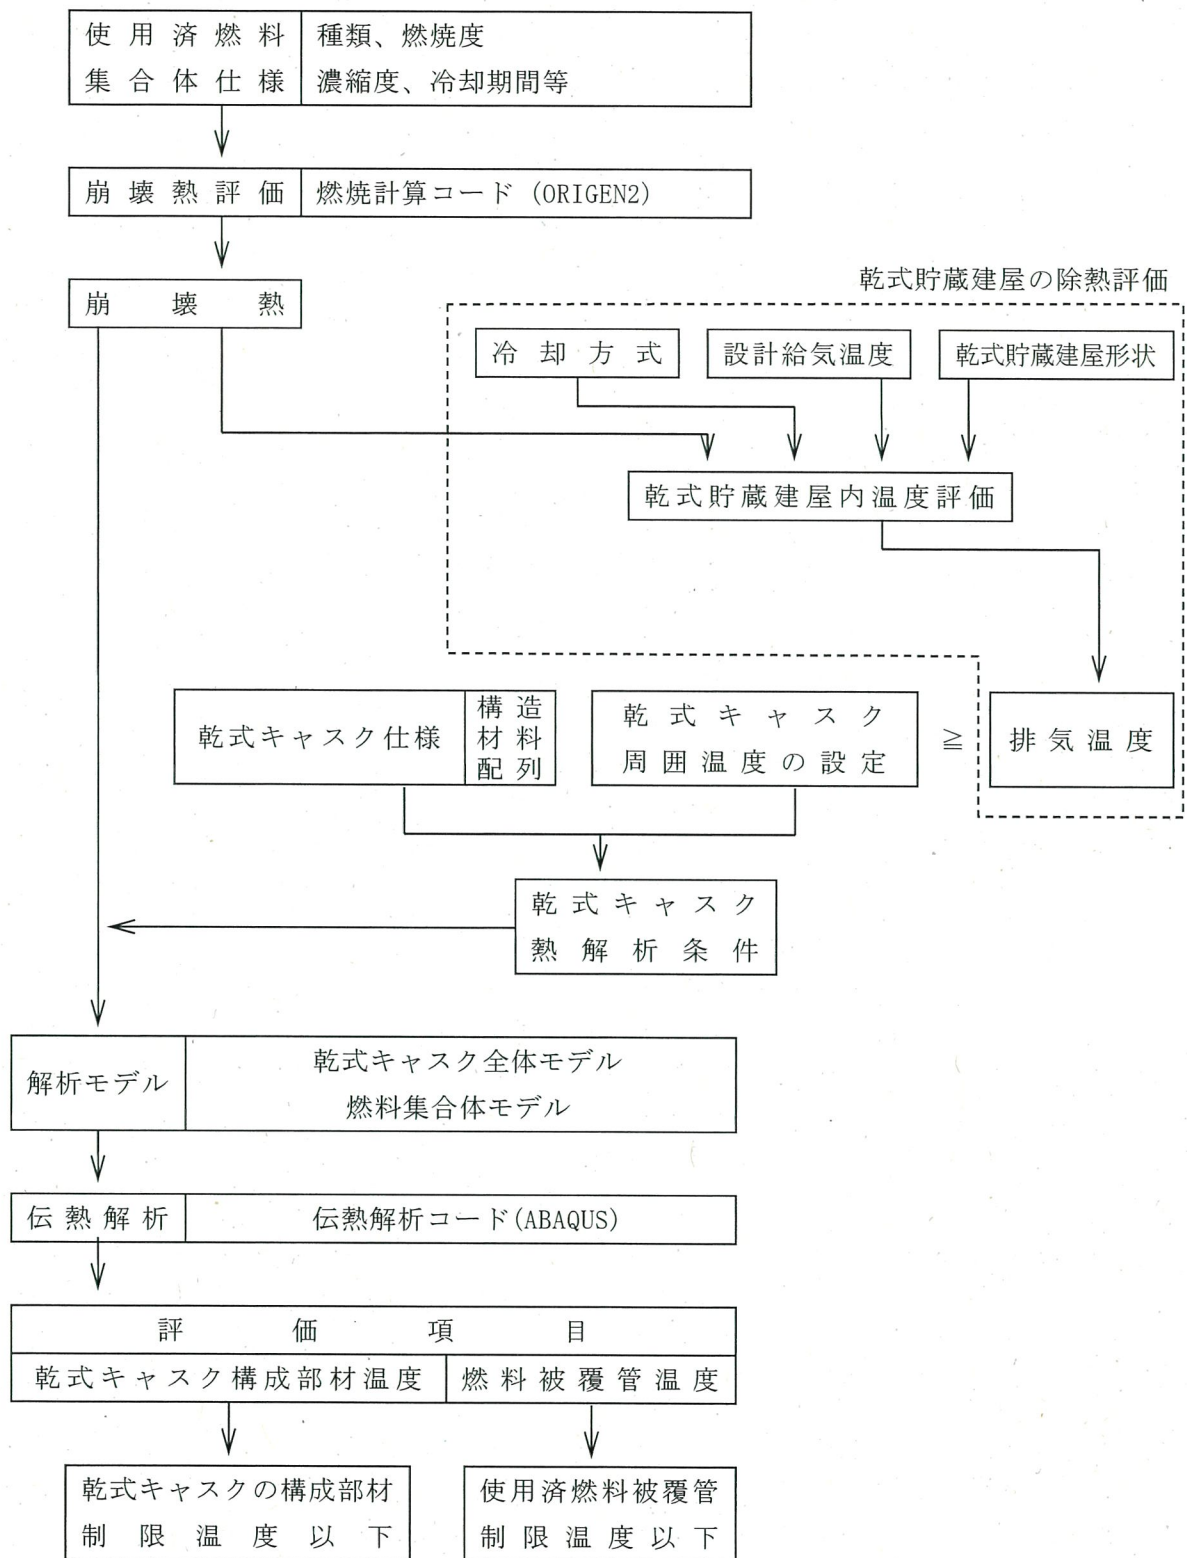 使用済燃料
集合体仕様
種類、燃焼度
濃縮度、冷却期間等
崩壊熱評価
燃焼計算コード (ORIGEN2)
崩壊熱
乾式貯蔵建屋の除熱評価
冷却方式
設計給気温度
乾式貯蔵建屋形状
乾式貯蔵建屋内温度評価
乾式キャスク仕様
構造
材料
配列
乾式キャスク
周囲温度の設定
≧
排気温度
乾式キャスク
熱解析条件
解析モデル
乾式キャスク全体モデル
燃料集合体モデル
伝熱解析
伝熱解析コード(ABAQUS)
評価項目
乾式キャスク構成部材温度
燃料被覆管温度
乾式キャスクの構成部材
制限温度以下
使用済燃料被覆管
制限温度以下